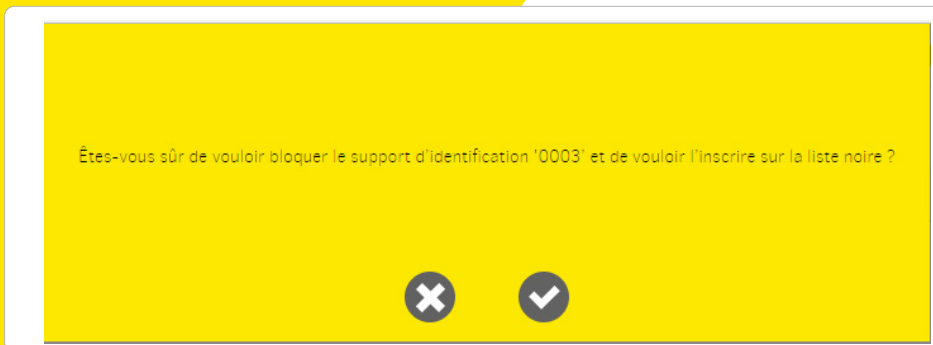 Êtes-vous sûr de vouloir bloquer le support d'identification '0003' et de vouloir l'inscrire sur la liste noire ?